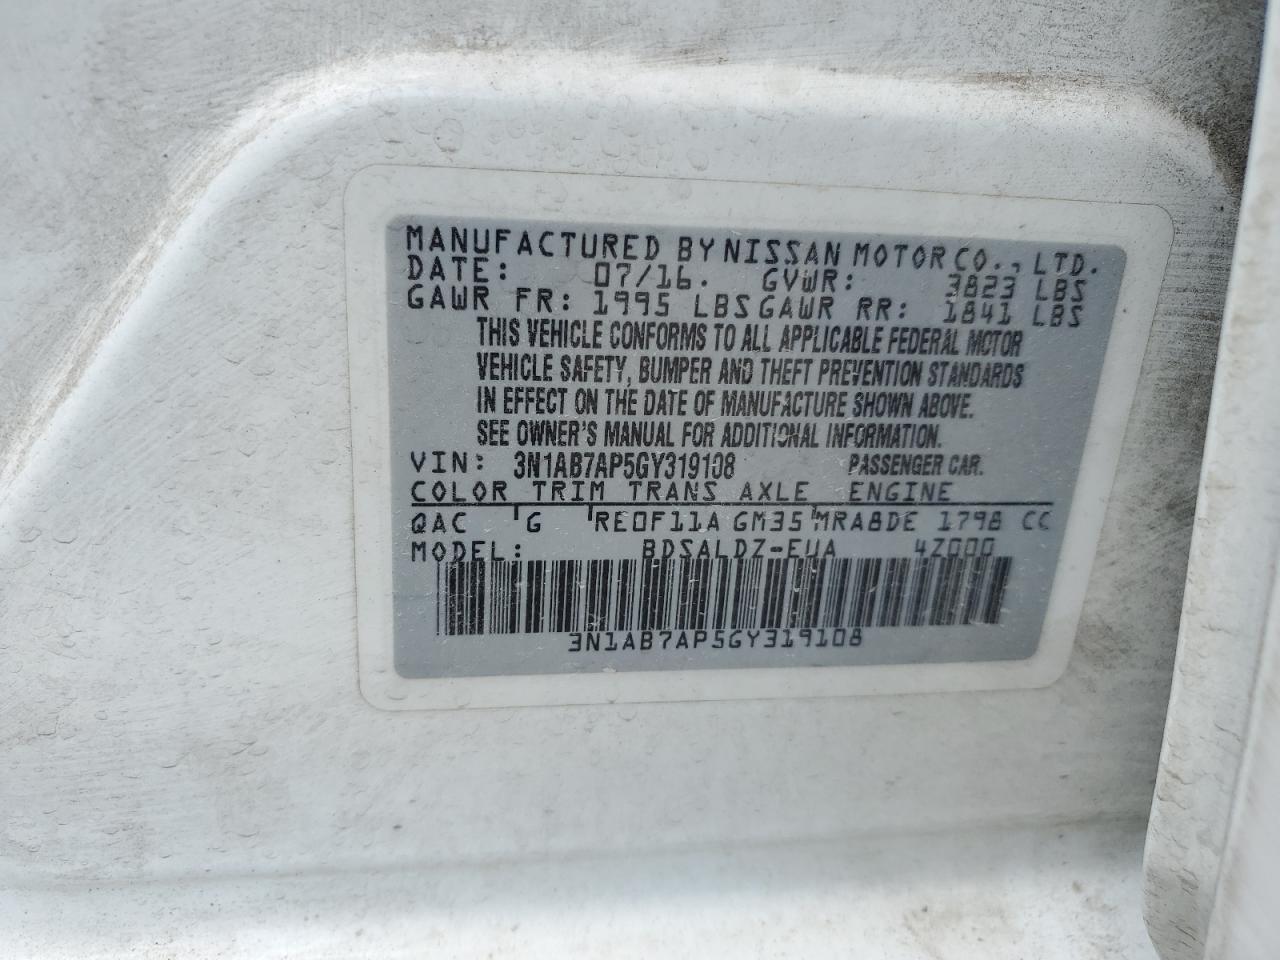 MANUFACTURED BY NISSAN MOTOR CO., LTD.
DATE: 07/16. GVWR: 3823 LBS
GAWR FR: 1995 LBS GAWR RR: 1841 LBS
THIS VEHICLE CONFORMS TO ALL APPLICABLE FEDERAL MOTOR
VEHICLE SAFETY, BUMPER AND THEFT PREVENTION STANDARDS
IN EFFECT ON THE DATE OF MANUFACTURE SHOWN ABOVE.
SEE OWNER'S MANUAL FOR ADDITIONAL INFORMATION.
VIN: 3N1AB7AP5GY319108 PASSENGER CAR.
COLOR TRIM TRANS AXLE ENGINE
QAC G RE0F11A GM35 MRA8DE 1798 CC
MODEL: BDSALDZ-EUA 4Z000
3N1AB7AP5GY319108